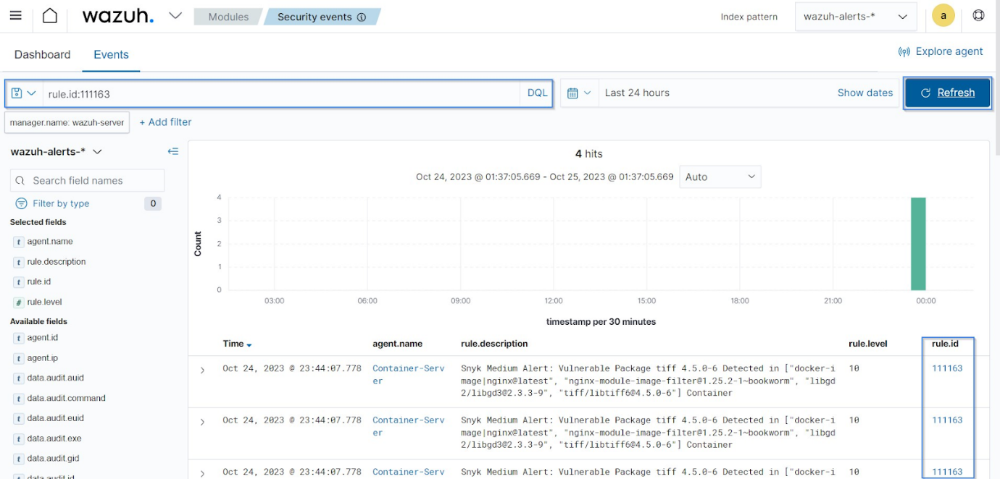 wazuh.
Modules
Security events
Index pattern
wazuh-alerts-*
a
Dashboard
Events
Explore agent
rule.id:111163
DQL
Last 24 hours
Show dates
Refresh
manager.name: wazuh-server
+ Add filter
wazuh-alerts-*
Search field names
Filter by type
0
Selected fields
t agent.name
t rule.description
t rule.id
# rule.level
Available fields
t agent.id
t agent.ip
t data.audit.auid
t data.audit.command
t data.audit.euid
t data.audit.exe
t data.audit.gid
t data.audit.id
4 hits
Oct 24, 2023 @ 01:37:05.669 - Oct 25, 2023 @ 01:37:05.669
Auto
Count
4
3
2
1
0
03:00 06:00 09:00 12:00 15:00 18:00 21:00 00:00
timestamp per 30 minutes
Time agent.name rule.description rule.level rule.id
Oct 24, 2023 @ 23:44:07.778 Container-Serv Snyk Medium Alert: Vulnerable Package tiff 4.5.0-6 Detected in ["docker-i 10 111163
er mage|nginx@latest", "nginx-module-image-filter@1.25.2-1~bookworm", "libgd
2/libgd3@2.3.3-9", "tiff/libtiff6@4.5.0-6"] Container
Oct 24, 2023 @ 23:44:07.778 Container-Serv Snyk Medium Alert: Vulnerable Package tiff 4.5.0-6 Detected in ["docker-i 10 111163
er mage|nginx@latest", "nginx-module-image-filter@1.25.2-1~bookworm", "libgd
2/libgd3@2.3.3-9", "tiff/libtiff6@4.5.0-6"] Container
Oct 24, 2023 @ 23:44:07.778 Container-Serv Snyk Medium Alert: Vulnerable Package tiff 4.5.0-6 Detected in ["docker-i 10 111163